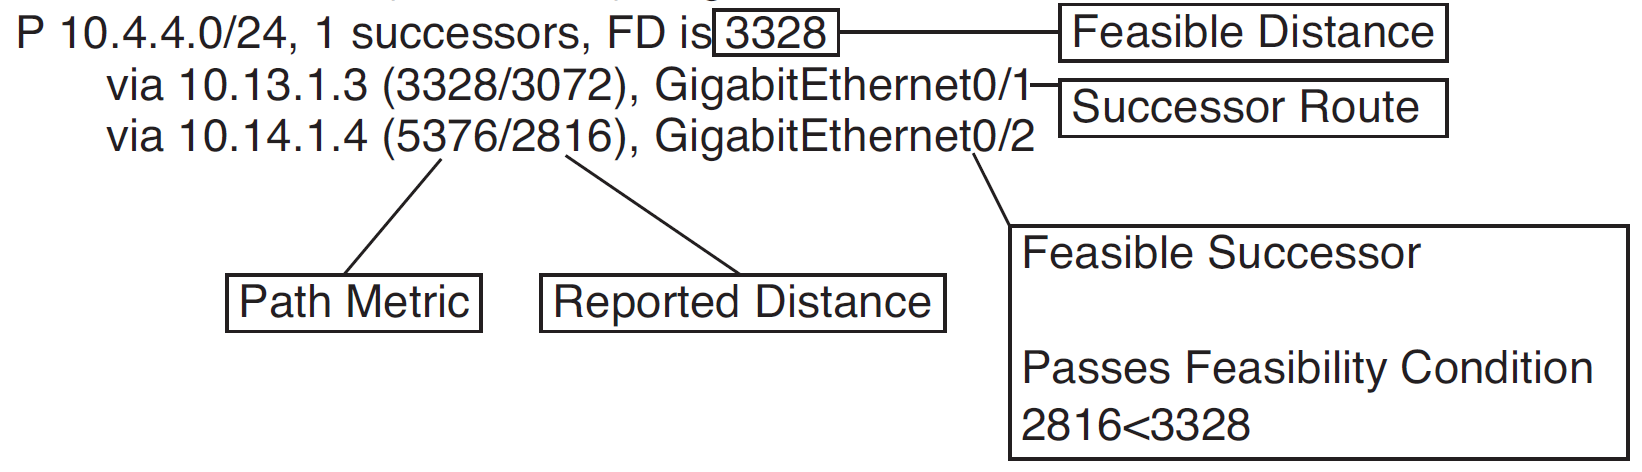 P 10.4.4.0/24, 1 successors, FD is 3328
Feasible Distance
via 10.13.1.3 (3328/3072), GigabitEthernet0/1
Successor Route
via 10.14.1.4 (5376/2816), GigabitEthernet0/2
Path Metric
Reported Distance
Feasible Successor
Passes Feasibility Condition
2816<3328